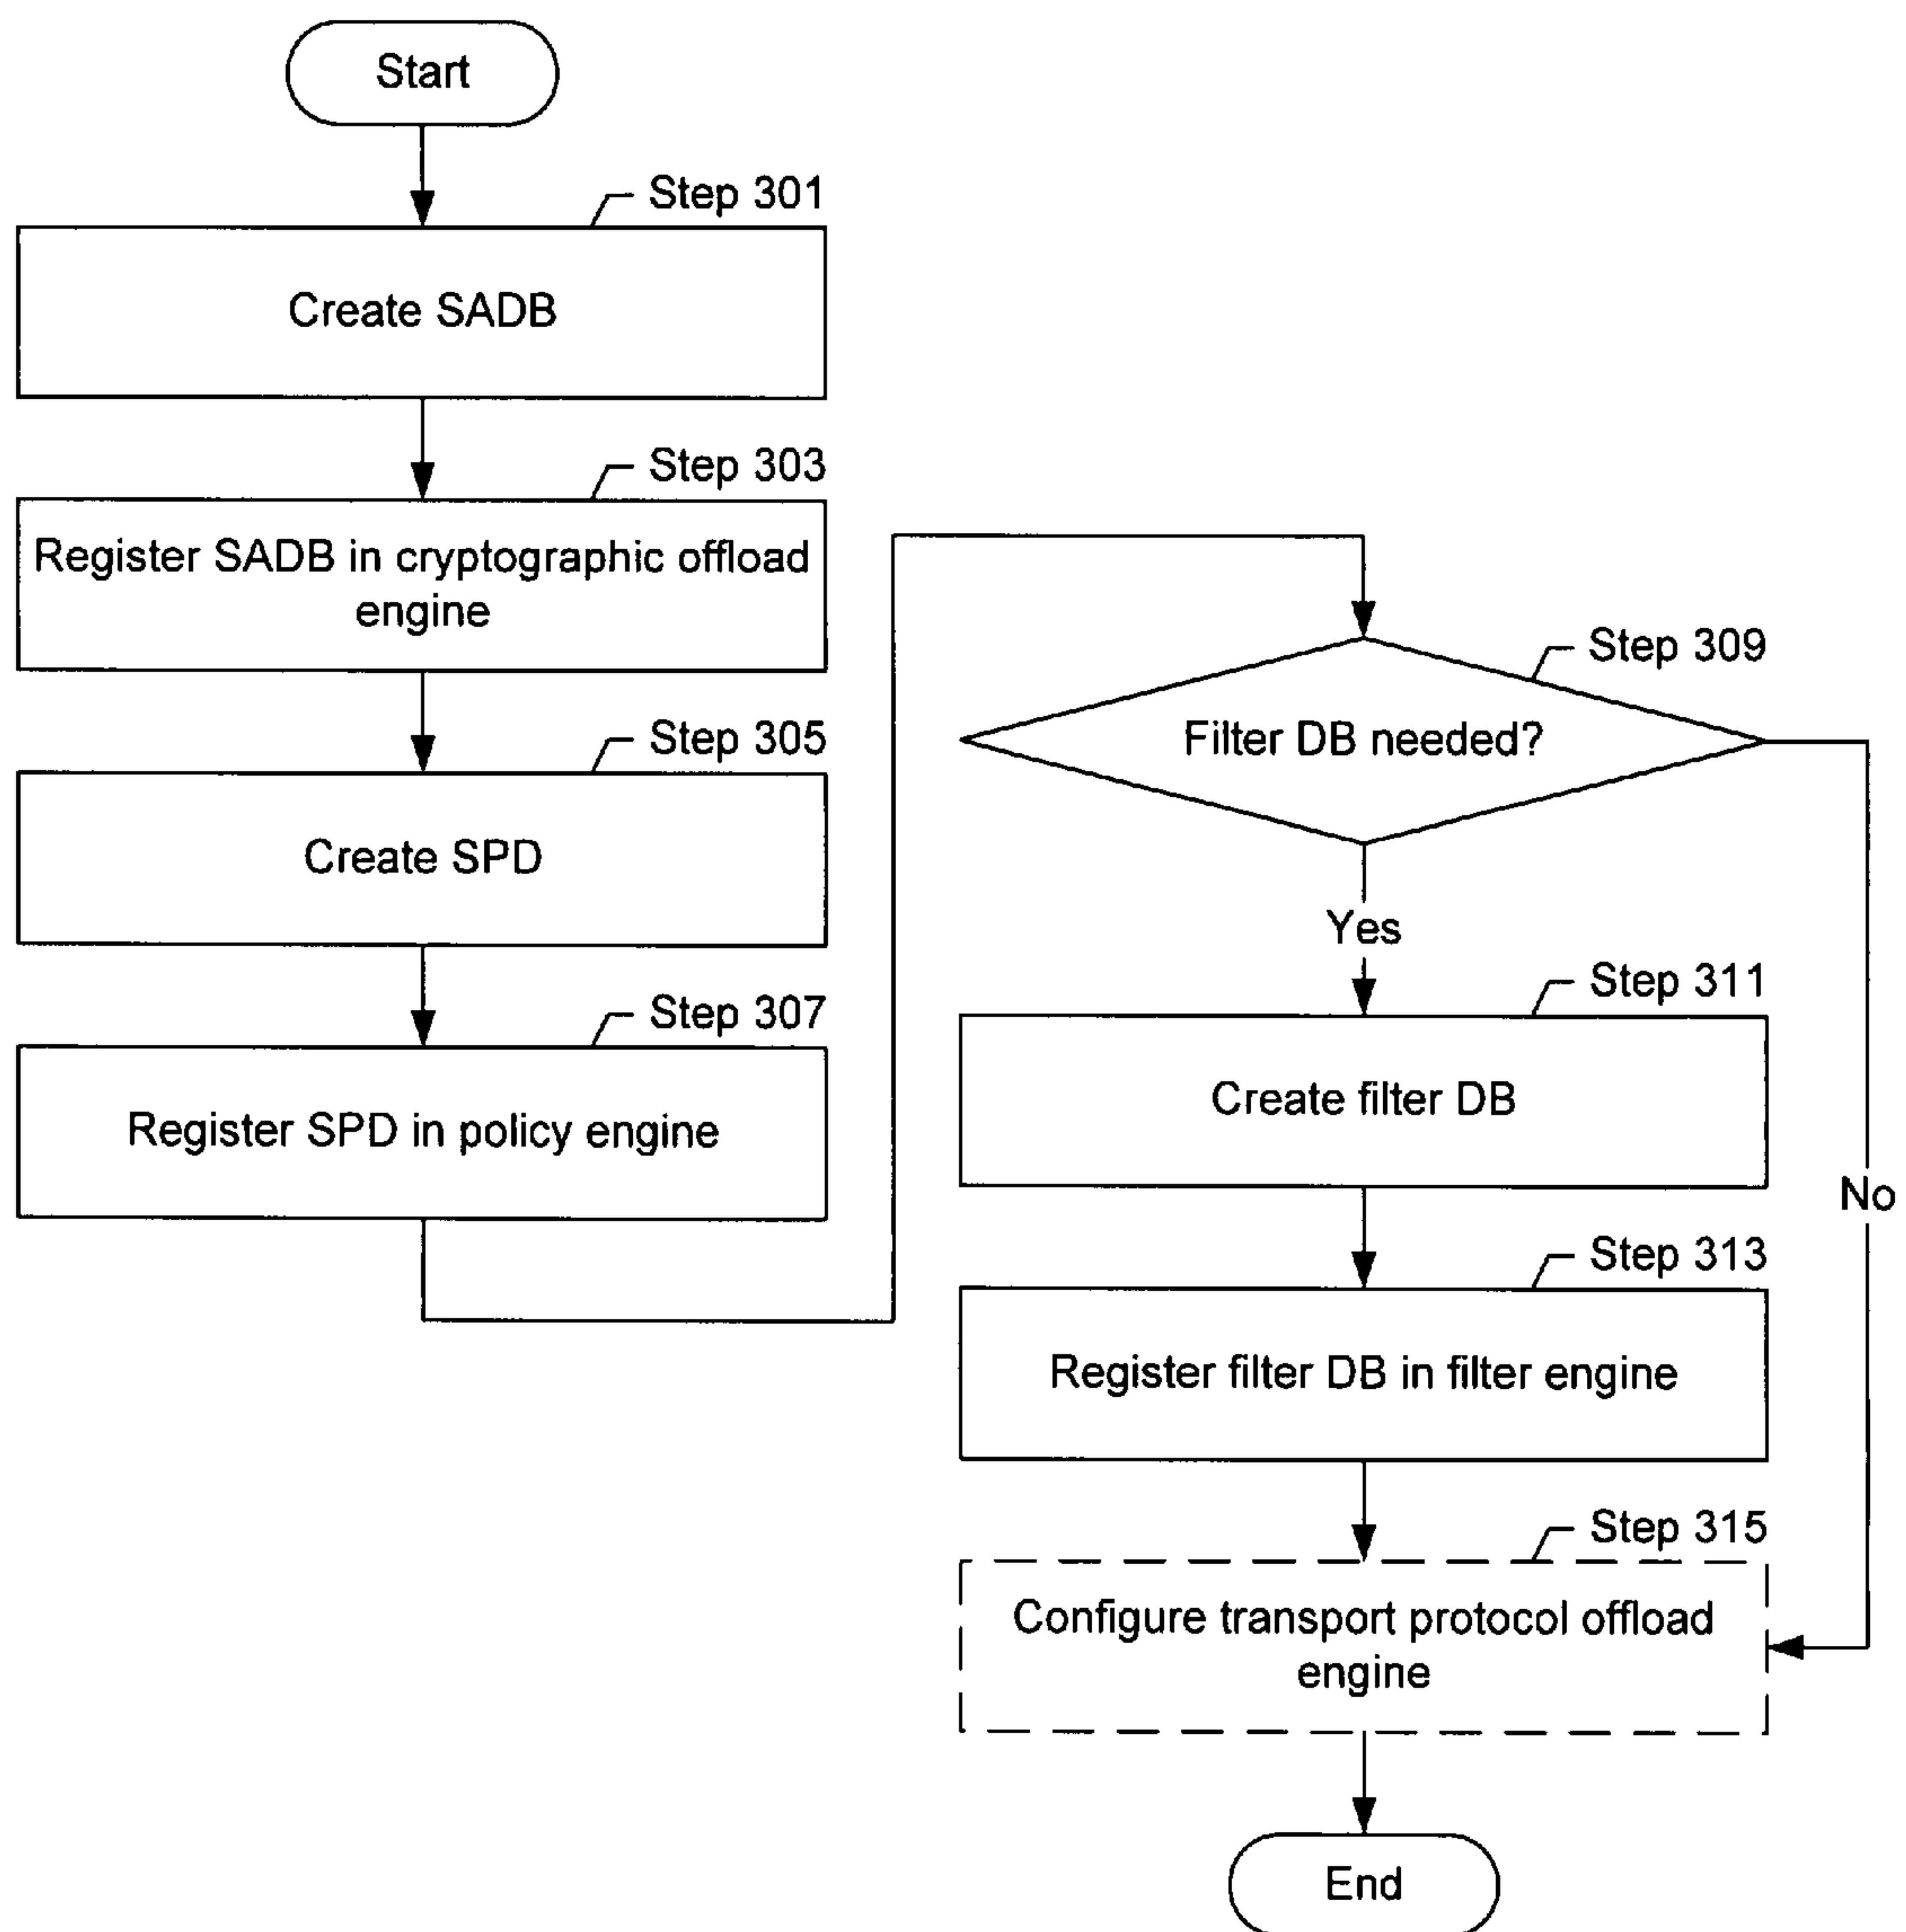 Start
Step 301
Create SADB
Step 303
Register SADB in cryptographic offload
engine
Step 305
Create SPD
Step 307
Register SPD in policy engine
Step 309
Filter DB needed?
Yes
No
Step 311
Create filter DB
Step 313
Register filter DB in filter engine
Step 315
Configure transport protocol offload
engine
End